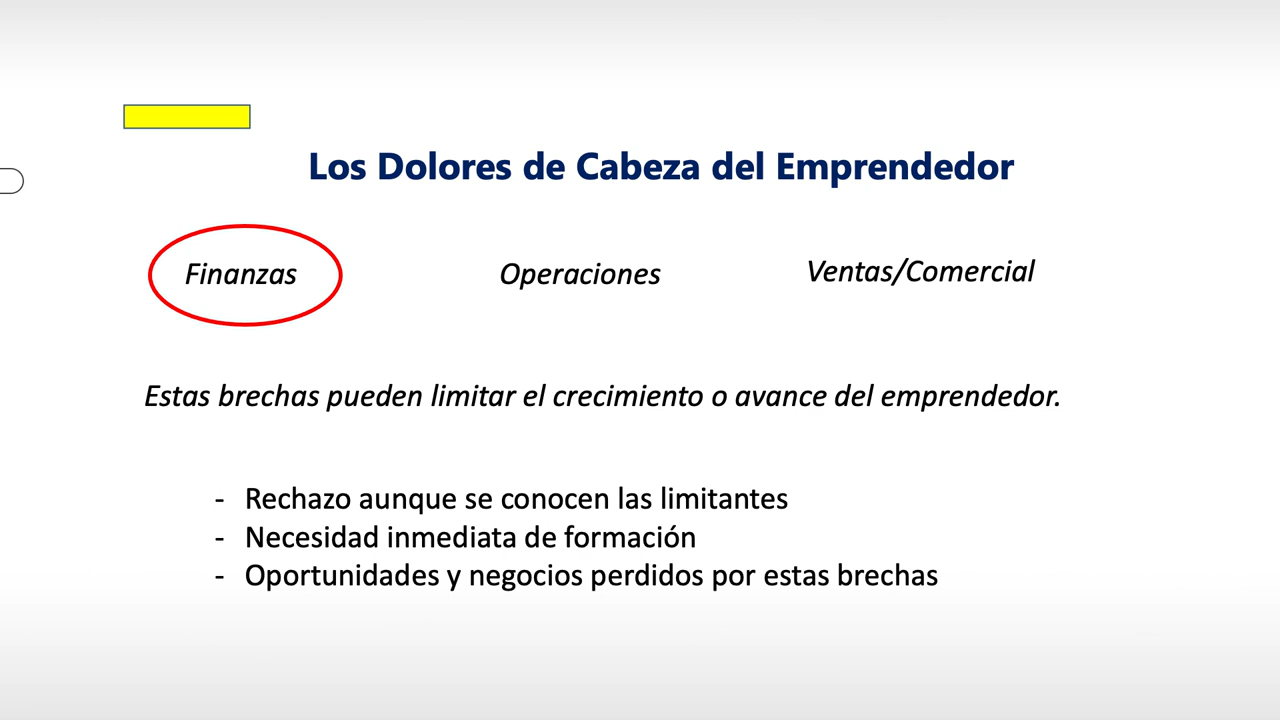 Los Dolores de Cabeza del Emprendedor
Finanzas
Operaciones
Ventas/Comercial
Estas brechas pueden limitar el crecimiento o avance del emprendedor.
- Rechazo aunque se conocen las limitantes
- Necesidad inmediata de formación
- Oportunidades y negocios perdidos por estas brechas